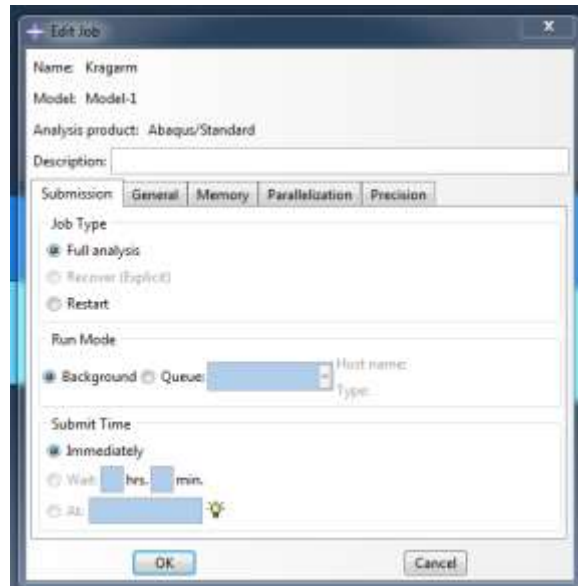 Edit Job
X
Name: Kragarm
Model: Model-1
Analysis product: Abaqus/Standard
Description:
Submission General Memory Parallelization Precision
Job Type
Full analysis
Recover (Explicit)
Restart
Run Mode
Background Queue: Host name:
Type:
Submit Time
Immediately
Wait: hrs. min.
At:
OK Cancel